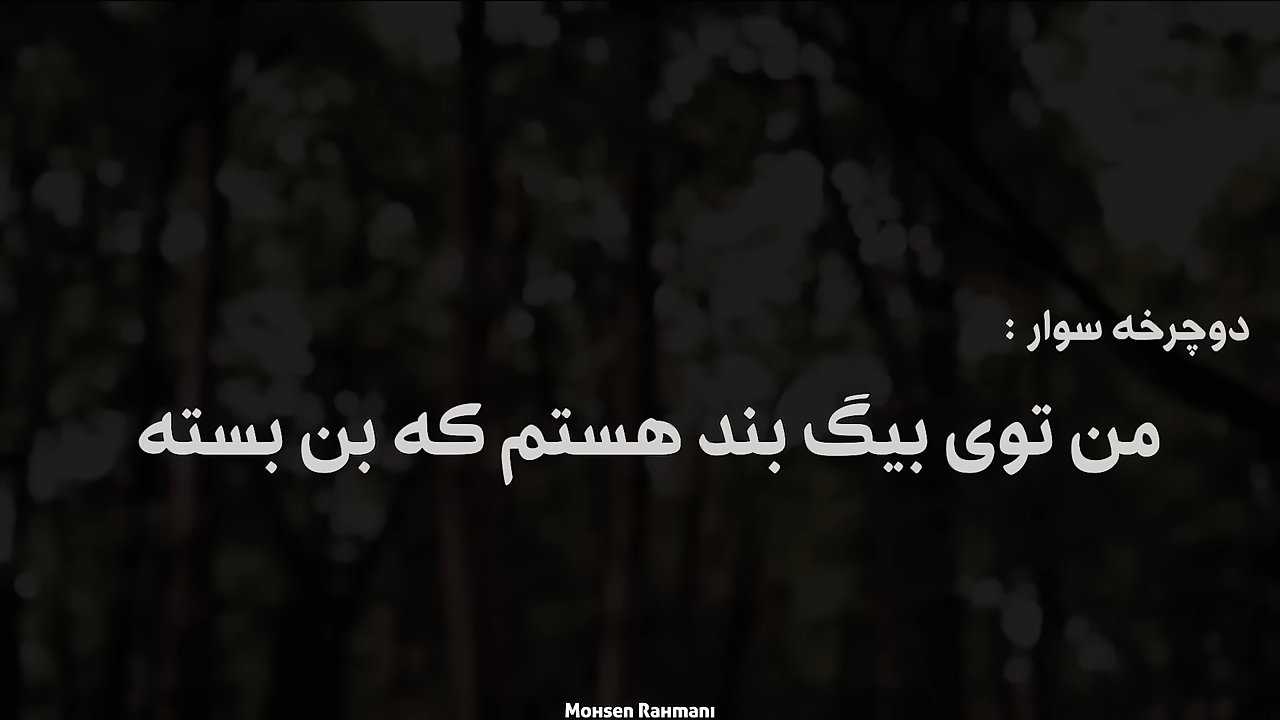 دوچرخه سوار :
من توی بیگ بند هستم که بن بسته
Mohsen Rahmani